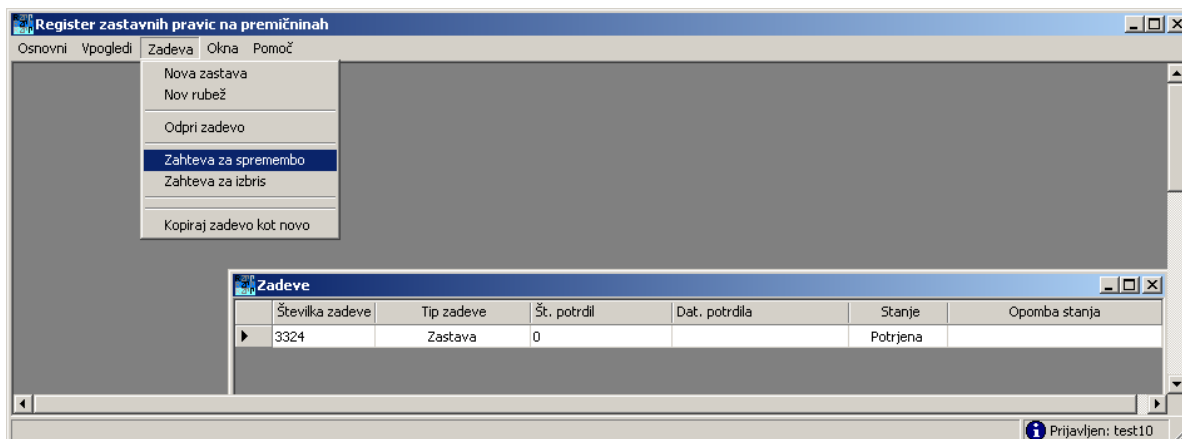 Register zastavnih pravic na premičninah
Osnovni Vpogledi Zadeva Okna Pomoč
Nova zastava
Nov rubež
Odpri zadevo
Zahteva za spremembo
Zahteva za izbris
Kopiraj zadevo kot novo
Zadeve
Številka zadeve Tip zadeve Št. potrdil Dat. potrdila Stanje Opomba stanja
3324 Zastava 0 Potrjena
Prijavljen: test10